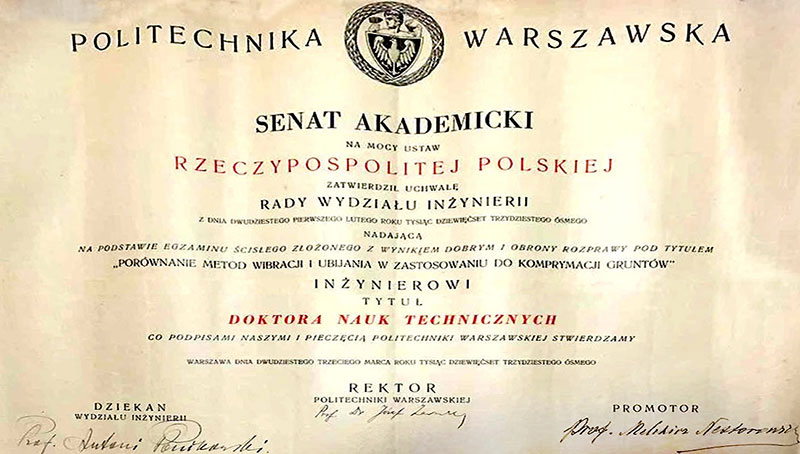 POLITECHNIKA WARSZAWSKA
SENAT AKADEMICKI
NA MOCY USTAW
RZECZYPOSPOLITEJ POLSKIEJ
ZATWIERDZIŁ UCHWAŁĘ
RADY WYDZIAŁU INŻYNIERII
Z DNIA DWUDZIESTEGO PIERWSZEGO LUTEGO ROKU TYSIĄC DZIEWIĘĆSET TRZYDZIESTEGO ÓSMEGO
NADAJĄCĄ
NA PODSTAWIE EGZAMINU ŚCISŁEGO ZŁOŻONEGO Z WYNIKIEM DOBRYM I OBRONY ROZPRAWY POD TYTUŁEM
„PORÓWNANIE METOD WIBRACJI I UBIJANIA W ZASTOSOWANIU DO KOMPRYMACJI GRUNTÓW"
INŻYNIEROWI
TYTUŁ
DOKTORA NAUK TECHNICZNYCH
CO PODPISAMI NASZYMI I PIECZĘCIĄ POLITECHNIKI WARSZAWSKIEJ STWIERDZAMY
WARSZAWA DNIA DWUDZIESTEGO TRZECIEGO MARCA ROKU TYSIĄC DZIEWIĘĆSET TRZYDZIESTEGO ÓSMEGO
REKTOR
POLITECHNIKI WARSZAWSKIEJ
Prof. Dr Józef
DZIEKAN
WYDZIAŁU INŻYNIERII
Prof. Antoni
PROMOTOR
Prof. Melchior Nestorowicz